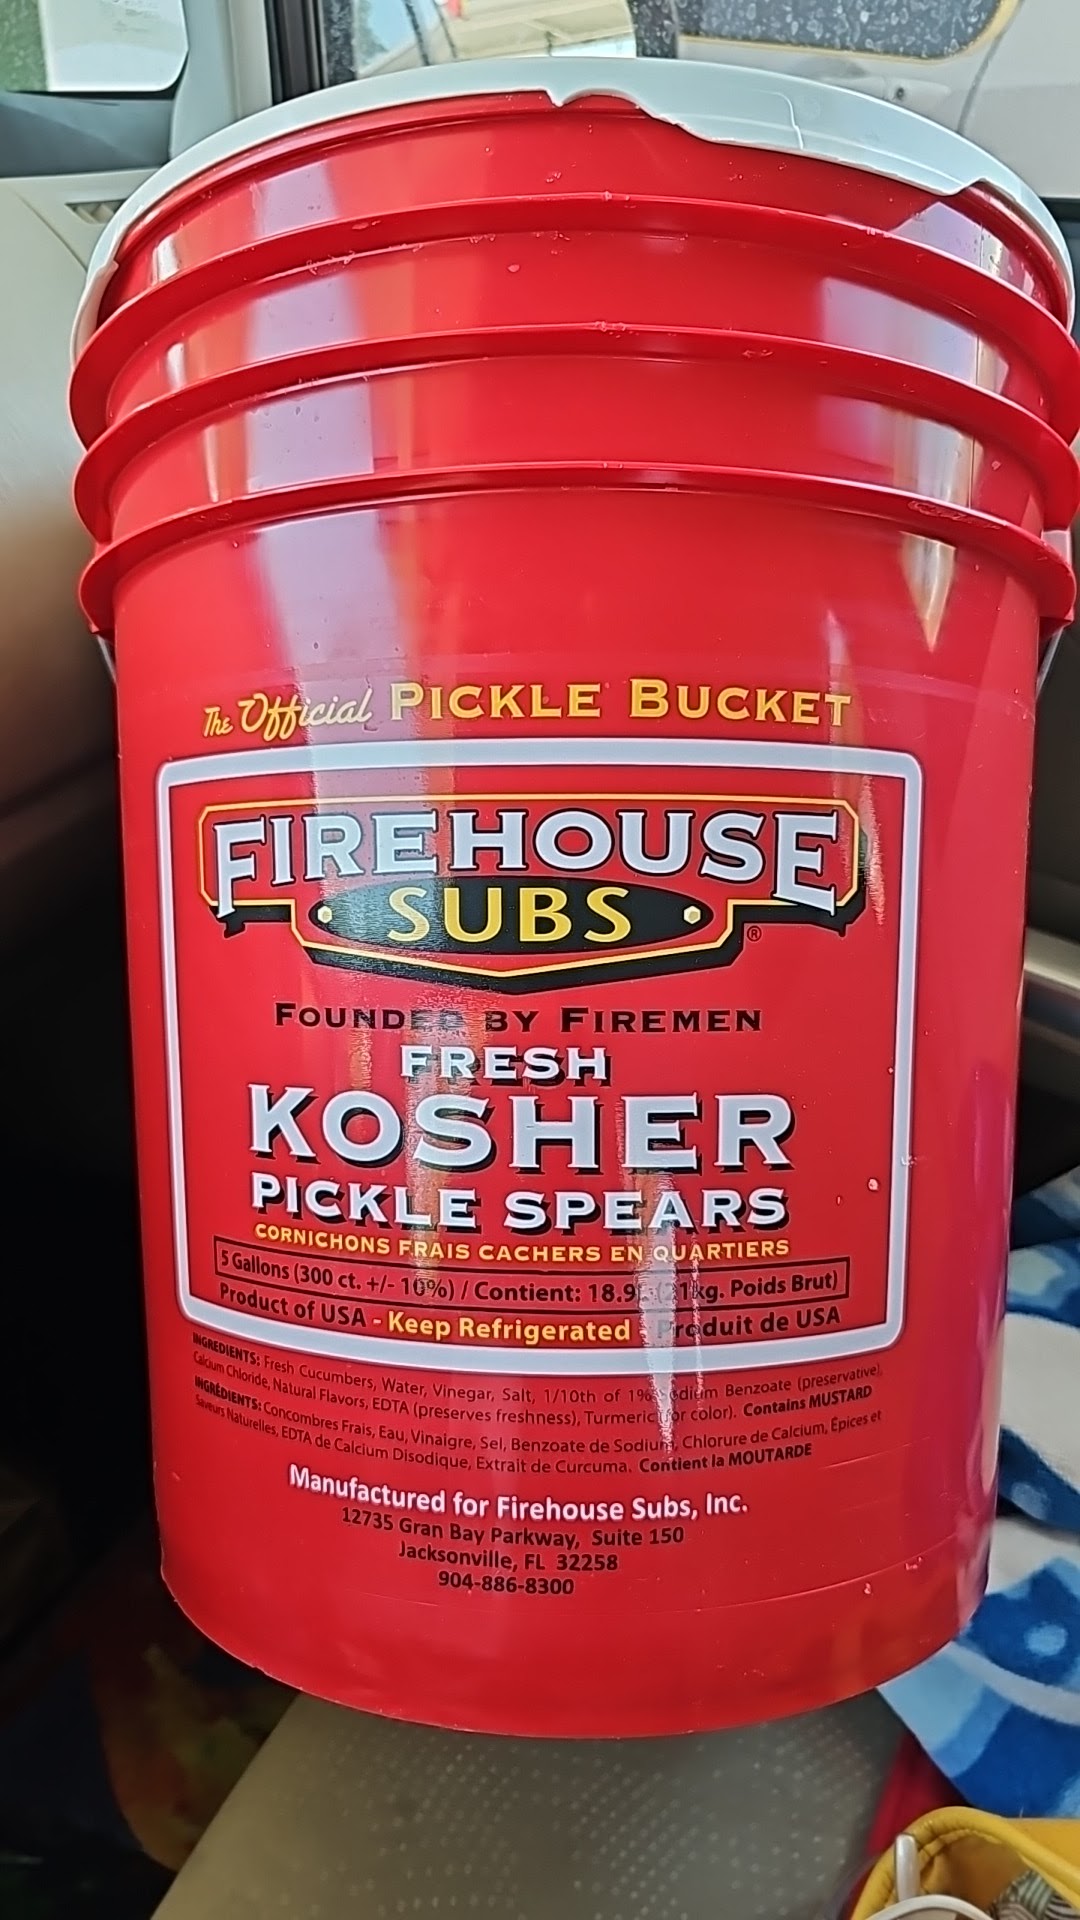 The Official PICKLE BUCKET
FIREHOUSE
SUBS
®
FOUNDED BY FIREMEN
FRESH
KOSHER
PICKLE SPEARS
CORNICHONS FRAIS CACHERS EN QUARTIERS
5 Gallons (300 ct. +/- 10%) / Contient: 18.9L (21kg. Poids Brut)
Product of USA - Keep Refrigerated Produit de USA
INGREDIENTS: Fresh Cucumbers, Water, Vinegar, Salt, 1/10th of 1% Sodium Benzoate (preservative),
Calcium Chloride, Natural Flavors, EDTA (preserves freshness), Turmeric (for color). Contains MUSTARD
INGRÉDIENTS: Concombres Frais, Eau, Vinaigre, Sel, Benzoate de Sodium, Chlorure de Calcium, Épices et
Saveurs Naturelles, EDTA de Calcium Disodique, Extrait de Curcuma. Contient la MOUTARDE
Manufactured for Firehouse Subs, Inc.
12735 Gran Bay Parkway, Suite 150
Jacksonville, FL 32258
904-886-8300